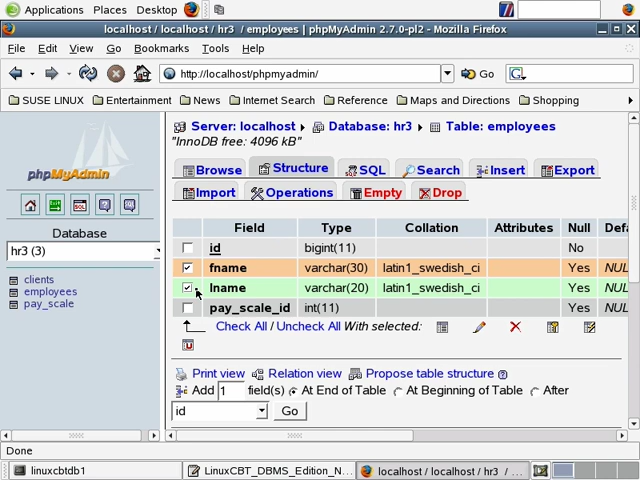 Applications Places Desktop
localhost / localhost / hr3 / employees | phpMyAdmin 2.7.0-pl2 - Mozilla Firefox
File Edit View Go Bookmarks Tools Help
http://localhost/phpmyadmin/ Go
SUSE LINUX Entertainment News Internet Search Reference Maps and Directions Shopping
phpMyAdmin
SQL
Database
hr3 (3)
clients
employees
pay_scale
Server: localhost Database: hr3 Table: employees
"InnoDB free: 4096 kB"
Browse Structure SQL Search Insert Export
Import Operations Empty Drop
Field Type Collation Attributes Null Defa
id bigint(11) No
fname varchar(30) latin1_swedish_ci Yes NUL
lname varchar(20) latin1_swedish_ci Yes NUL
pay_scale_id int(11) Yes NUL
Check All / Uncheck All With selected:
Print view Relation view Propose table structure
Add 1 field(s) At End of Table At Beginning of Table After
id Go
Done
linuxcbtdb1 LinuxCBT_DBMS_Edition_N... localhost / localhost / hr3 / ...